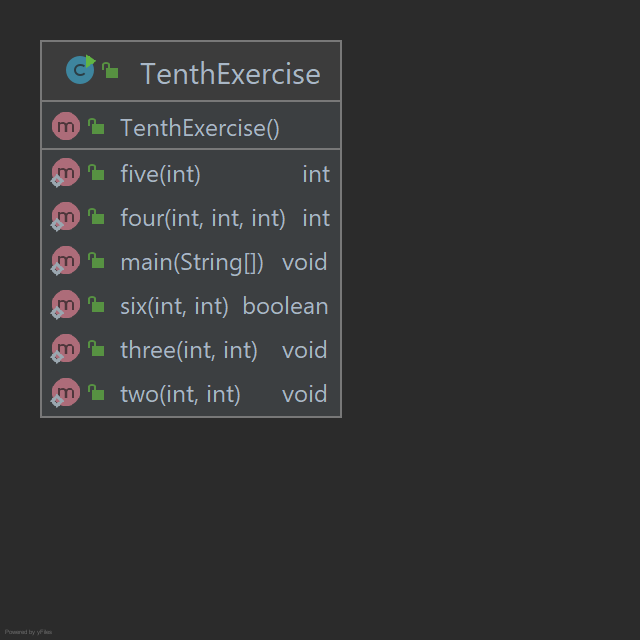 TenthExercise
TenthExercise()
five(int) int
four(int, int, int) int
main(String[]) void
six(int, int) boolean
three(int, int) void
two(int, int) void
Powered by yFiles